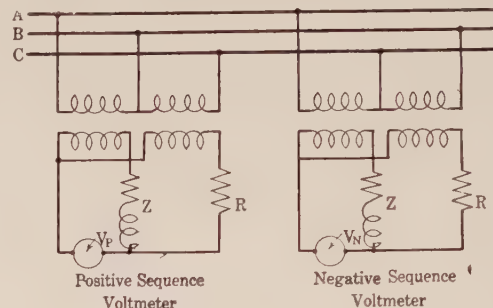 A
B
C
Z
R
V_P
Z
R
V_N
Positive Sequence
Voltmeter
Negative Sequence
Voltmeter